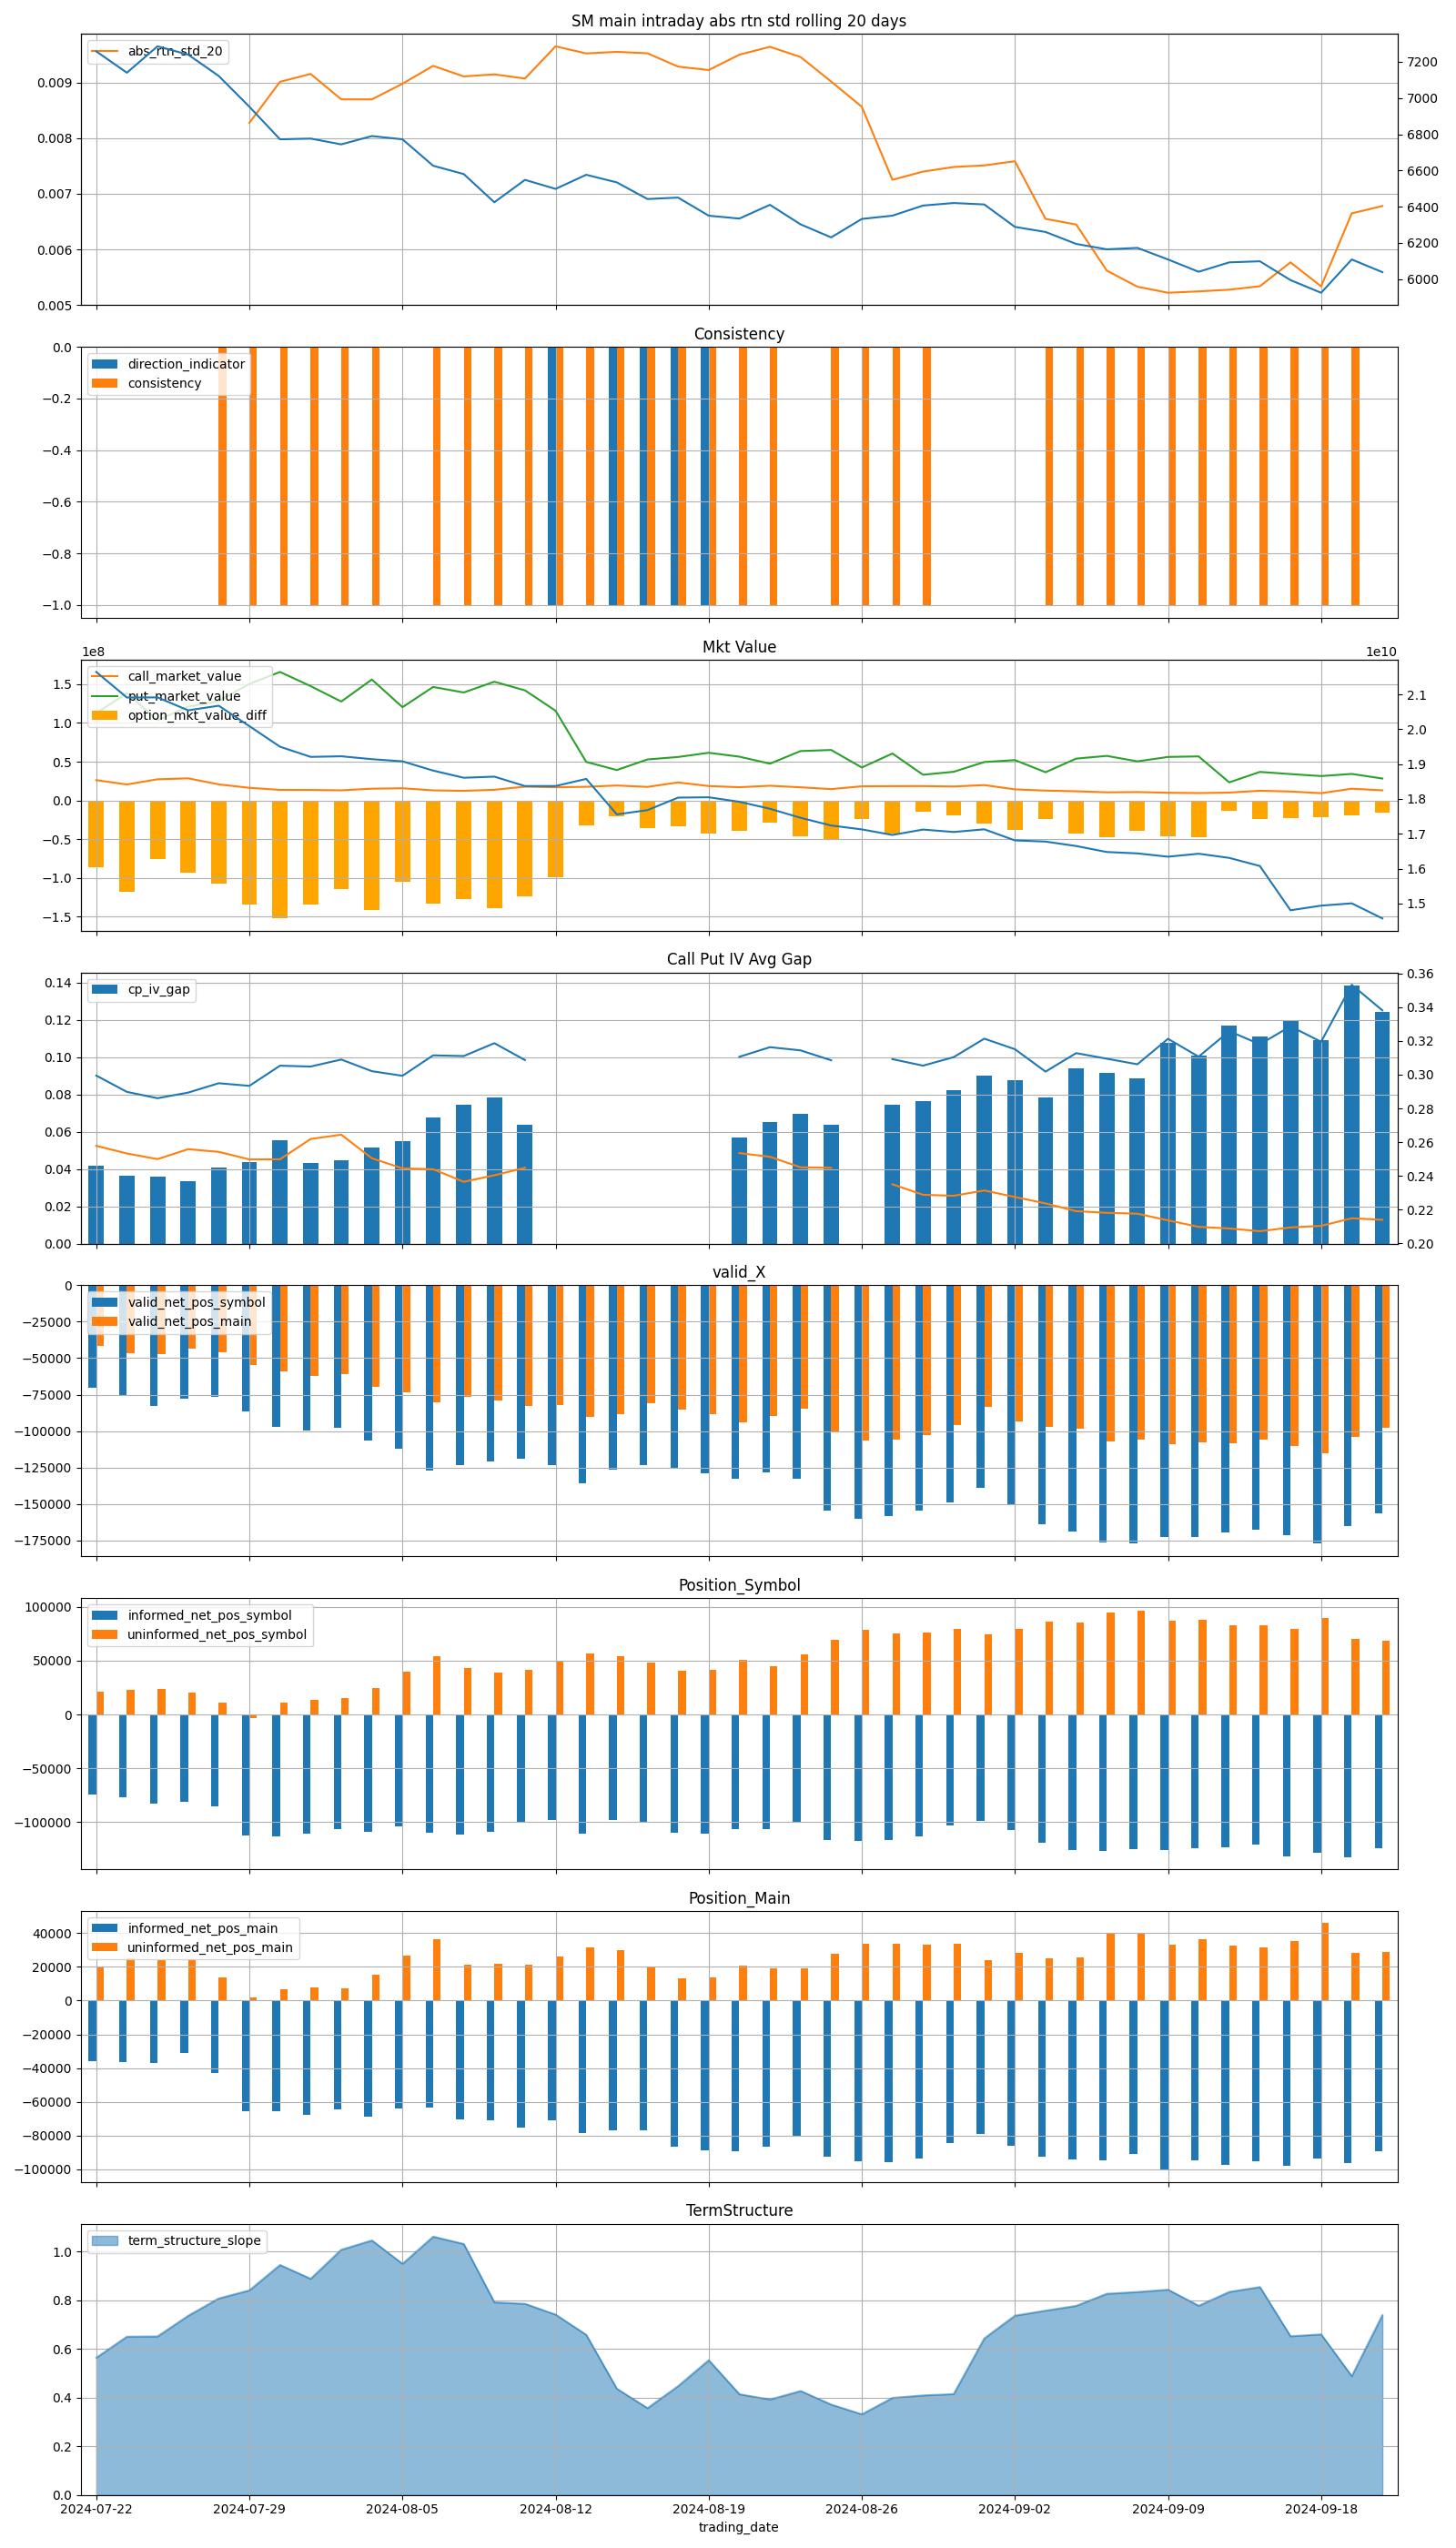 SM main intraday abs rtn std rolling 20 days
abs_rtn_std_20
0.009
0.008
0.007
0.006
0.005
7200
7000
6800
6600
6400
6200
6000
Consistency
direction_indicator
consistency
0.0
−0.2
−0.4
−0.6
−0.8
−1.0
Mkt Value
1e8
1e10
call_market_value
put_market_value
option_mkt_value_diff
1.5
1.0
0.5
0.0
−0.5
−1.0
−1.5
2.1
2.0
1.9
1.8
1.7
1.6
1.5
Call Put IV Avg Gap
cp_iv_gap
0.14
0.12
0.10
0.08
0.06
0.04
0.02
0.00
0.36
0.34
0.32
0.30
0.28
0.26
0.24
0.22
0.20
valid_X
valid_net_pos_symbol
valid_net_pos_main
0
−25000
−50000
−75000
−100000
−125000
−150000
−175000
Position_Symbol
informed_net_pos_symbol
uninformed_net_pos_symbol
100000
50000
0
−50000
−100000
Position_Main
informed_net_pos_main
uninformed_net_pos_main
40000
20000
0
−20000
−40000
−60000
−80000
−100000
TermStructure
term_structure_slope
1.0
0.8
0.6
0.4
0.2
0.0
2024-07-22 2024-07-29 2024-08-05 2024-08-12 2024-08-19 2024-08-26 2024-09-02 2024-09-09 2024-09-18
trading_date